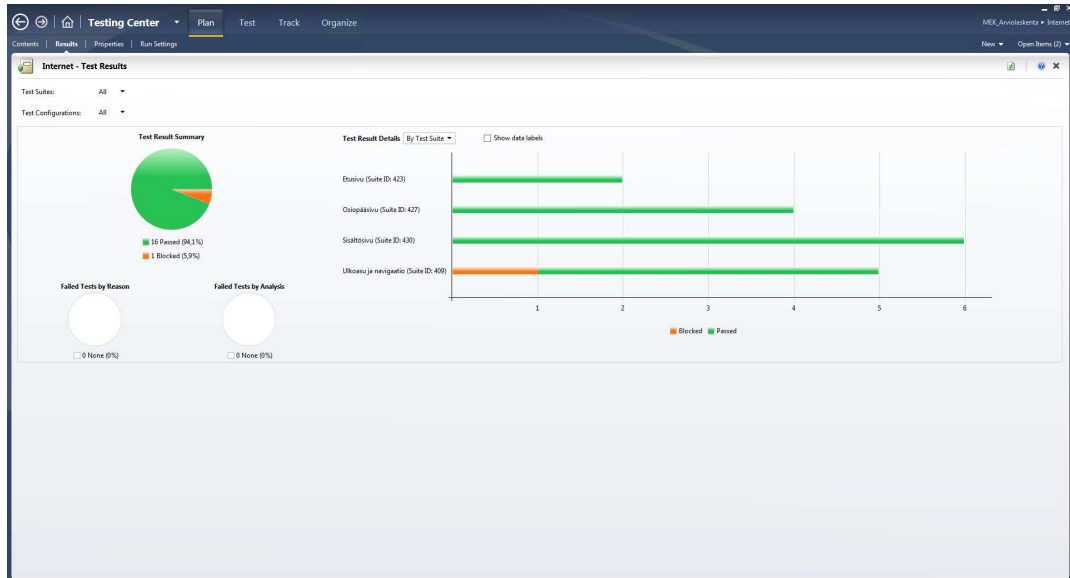 Testing Center Plan Test Track Organize MEK_Arviolaskenta ▸ Internet
Contents | Results | Properties | Run Settings New Open Items (2)
Internet - Test Results
Test Suites: All
Test Configurations: All
Test Result Summary
16 Passed (94,1%)
1 Blocked (5,9%)
Failed Tests by Reason
0 None (0%)
Failed Tests by Analysis
0 None (0%)
Test Result Details By Test Suite Show data labels
Etusivu (Suite ID: 423)
Osiopääsivu (Suite ID: 427)
Sisältösivu (Suite ID: 430)
Ulkoasu ja navigaatio (Suite ID: 409)
1 2 3 4 5 6
Blocked Passed